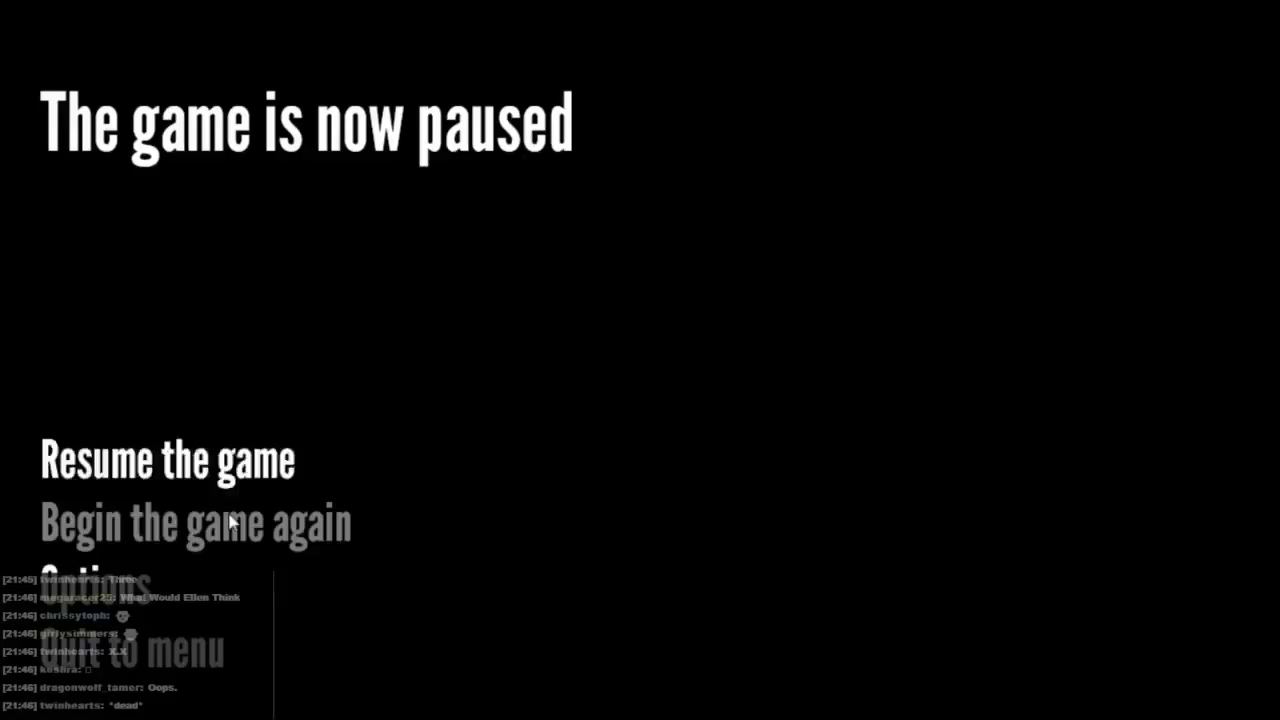 The game is now paused
Resume the game
Begin the game again
Options
Quit to menu
[21:45] twinhearts: Three
[21:46] megaracer25: What Would Ellen Think
[21:46] chrissytoph:
[21:46] girlysimmers:
[21:46] twinhearts: X.X
[21:46] keshra:
[21:46] dragonwolf_tamer: Oops.
[21:46] twinhearts: *dead*